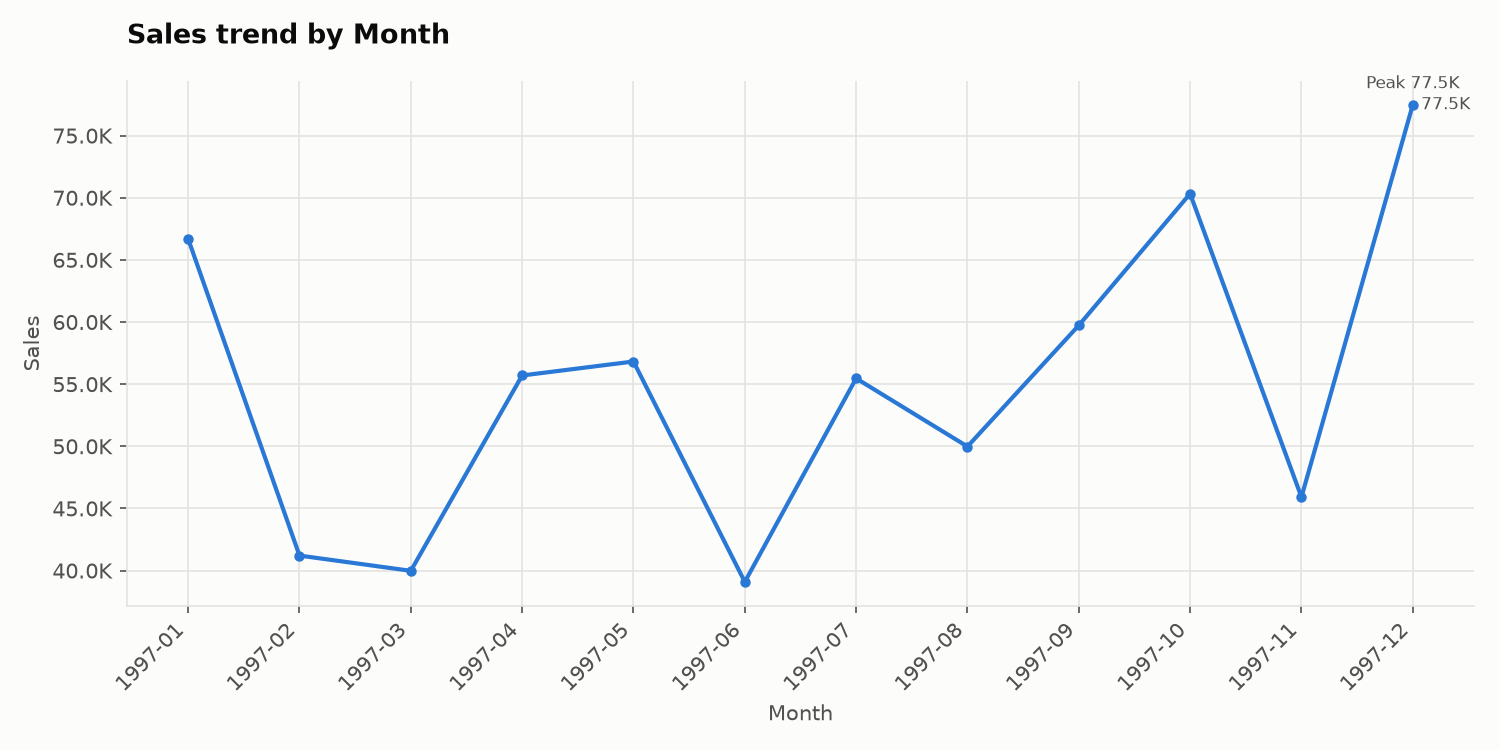 Sales trend by Month
Peak 77.5K
77.5K
75.0K
70.0K
65.0K
60.0K
55.0K
50.0K
45.0K
40.0K
Sales
1997-01
1997-02
1997-03
1997-04
1997-05
1997-06
1997-07
1997-08
1997-09
1997-10
1997-11
1997-12
Month